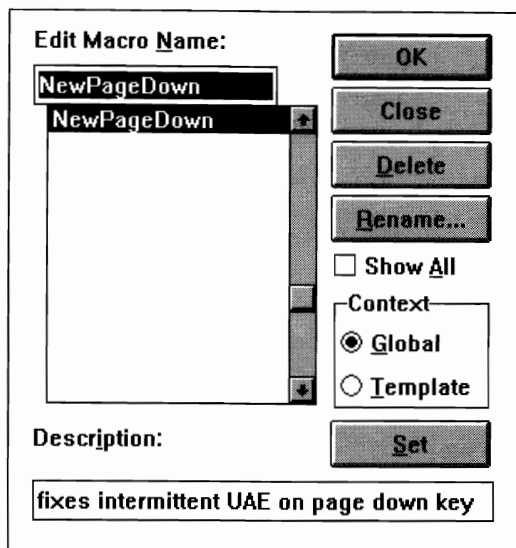 Edit Macro Name:
NewPageDown
NewPageDown
OK
Close
Delete
Rename...
Show All
Context
Global
Template
Description:
Set
fixes intermittent UAE on page down key